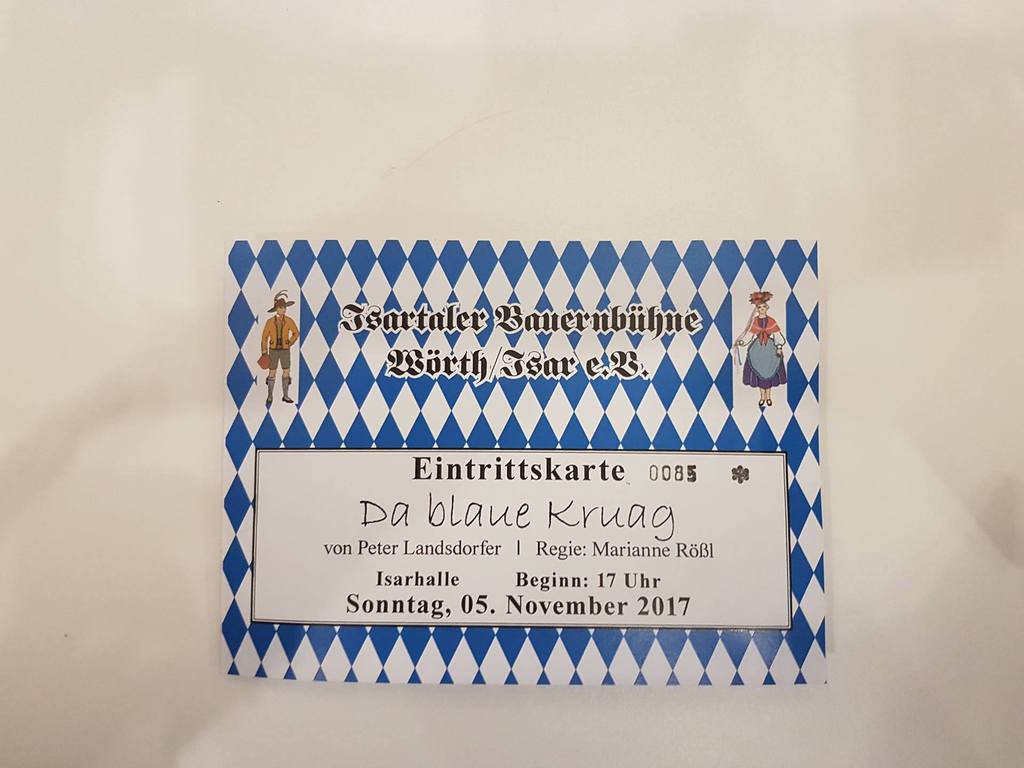 Isartaler Bauernbühne
Wörth/Isar e.V.
Eintrittskarte 0085
Da blaue Kruag
von Peter Landsdorfer | Regie: Marianne Rößl
Isarhalle Beginn: 17 Uhr
Sonntag, 05. November 2017